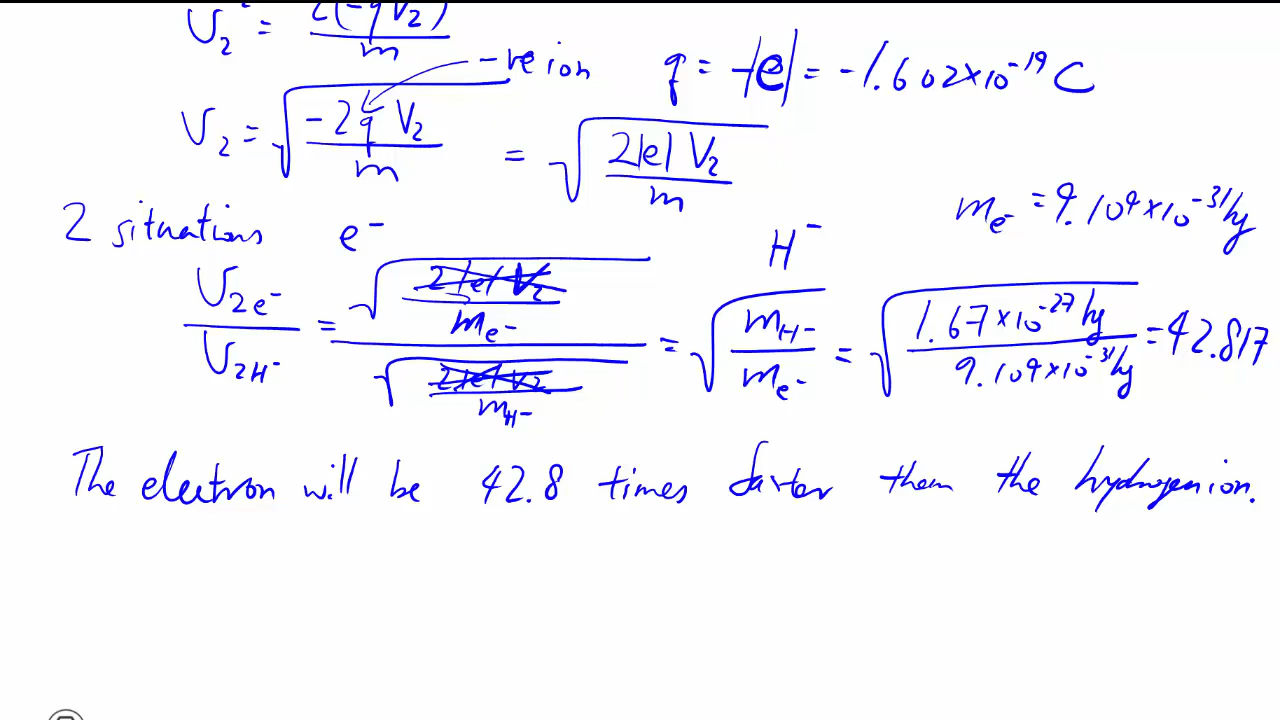 v₂² = 2(-qV₂)/m
v₂ = √(-2qV₂/m) -ve ion = √(2|e|V₂/m) q = -|e| = -1.602×10⁻¹⁹ C
mₑ- = 9.109×10⁻³¹ kg
2 situations e⁻ H⁻
v₂ₑ-/v₂H- = √(2|e|V₂/mₑ-)/√(2|e|V₂/mH-) = √(mH-/mₑ-) = √(1.67×10⁻²⁷ kg/9.109×10⁻³¹ kg) = 42.817
The electron will be 42.8 times faster than the hydrogen ion.